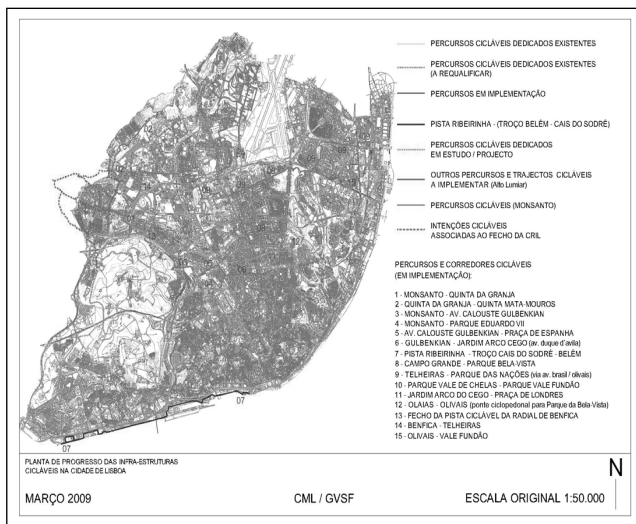 PERCURSOS CICLÁVEIS DEDICADOS EXISTENTES
PERCURSOS CICLÁVEIS DEDICADOS EXISTENTES
(A REQUALIFICAR)
PERCURSOS EM IMPLEMENTAÇÃO
PISTA RIBEIRINHA - (TROÇO BELÉM - CAIS DO SODRÉ)
PERCURSOS CICLÁVEIS DEDICADOS
EM ESTUDO / PROJECTO
OUTROS PERCURSOS E TRAJECTOS CICLÁVEIS
A IMPLEMENTAR (Alto Lumiar)
PERCURSOS CICLÁVEIS (MONSANTO)
INTENÇÕES CICLÁVEIS
ASSOCIADAS AO FECHO DA CRIL
PERCURSOS E CORREDORES CICLÁVEIS
(EM IMPLEMENTAÇÃO):
1 - MONSANTO - QUINTA DA GRANJA
2 - QUINTA DA GRANJA - QUINTA MATA-MOUROS
3 - MONSANTO - AV. CALOUSTE GULBENKIAN
4 - MONSANTO - PARQUE EDUARDO VII
5 - AV. CALOUSTE GULBENKIAN - PRAÇA DE ESPANHA
6 - GULBENKIAN - JARDIM ARCO CEGO (av. duque d'avila)
7 - PISTA RIBEIRINHA - TROÇO CAIS DO SODRÉ - BELÉM
8 - CAMPO GRANDE - PARQUE BELA-VISTA
9 - TELHEIRAS - PARQUE DAS NAÇÕES (via av. brasil / olivais)
10 - PARQUE VALE DE CHELAS - PARQUE VALE FUNDÃO
11 - JARDIM ARCO DO CEGO - PRAÇA DE LONDRES
12 - OLAIAS - OLIVAIS (ponte ciclopedonal para Parque da Bela-Vista)
13 - FECHO DA PISTA CICLÁVEL DA RADIAL DE BENFICA
14 - BENFICA - TELHEIRAS
15 - OLIVAIS - VALE FUNDÃO
07
07
PLANTA DE PROGRESSO DAS INFRA-ESTRUTURAS
CICLÁVEIS NA CIDADE DE LISBOA
N
MARÇO 2009
CML / GVSF
ESCALA ORIGINAL 1:50.000